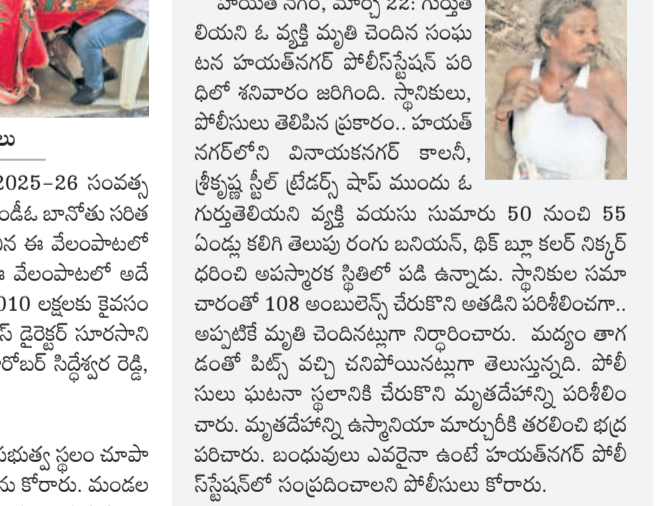 లు
2025-26 సంవత్స
ండీఓ బానోతు సరిత
ిన ఈ వేలంపాటలో
ఈ వేలంపాటలో అదే
010 లక్షలకు కైవసం
స్ డైరెక్టర్ సూరసాని
రోబర్ సిద్ధేశ్వర రెడ్డి,
ప్రభుత్వ స్థలం చూపా
ను కోరారు. మండల
హయత్ నగర్, మార్చి 22: గుర్తుతె
లియని ఓ వ్యక్తి మృతి చెందిన సంఘ
టన హయత్‌నగర్ పోలీస్‌స్టేషన్ పరి
ధిలో శనివారం జరిగింది. స్థానికులు,
పోలీసులు తెలిపిన ప్రకారం.. హయత్
నగర్‌లోని వినాయకనగర్ కాలనీ,
శ్రీకృష్ణ స్టీల్ ట్రేడర్స్ షాప్ ముందు ఓ
గుర్తుతెలియని వ్యక్తి వయసు సుమారు 50 నుంచి 55
ఏండ్లు కలిగి తెలుపు రంగు బనియన్, థిక్ బ్లూ కలర్ నిక్కర్
ధరించి అపస్మారక స్థితిలో పడి ఉన్నాడు. స్థానికుల సమా
చారంతో 108 అంబులెన్స్ చేరుకొని అతడిని పరిశీలించగా..
అప్పటికే మృతి చెందినట్లుగా నిర్ధారించారు. మద్యం తాగ
డంతో పిట్స్ వచ్చి చనిపోయినట్లుగా తెలుస్తున్నది. పోలీ
సులు ఘటనా స్థలానికి చేరుకొని మృతదేహాన్ని పరిశీలిం
చారు. మృతదేహాన్ని ఉస్మానియా మార్చురీకి తరలించి భద్ర
పరిచారు. బంధువులు ఎవరైనా ఉంటే హయత్‌నగర్ పోలీ
స్‌స్టేషన్‌లో సంప్రదించాలని పోలీసులు కోరారు.